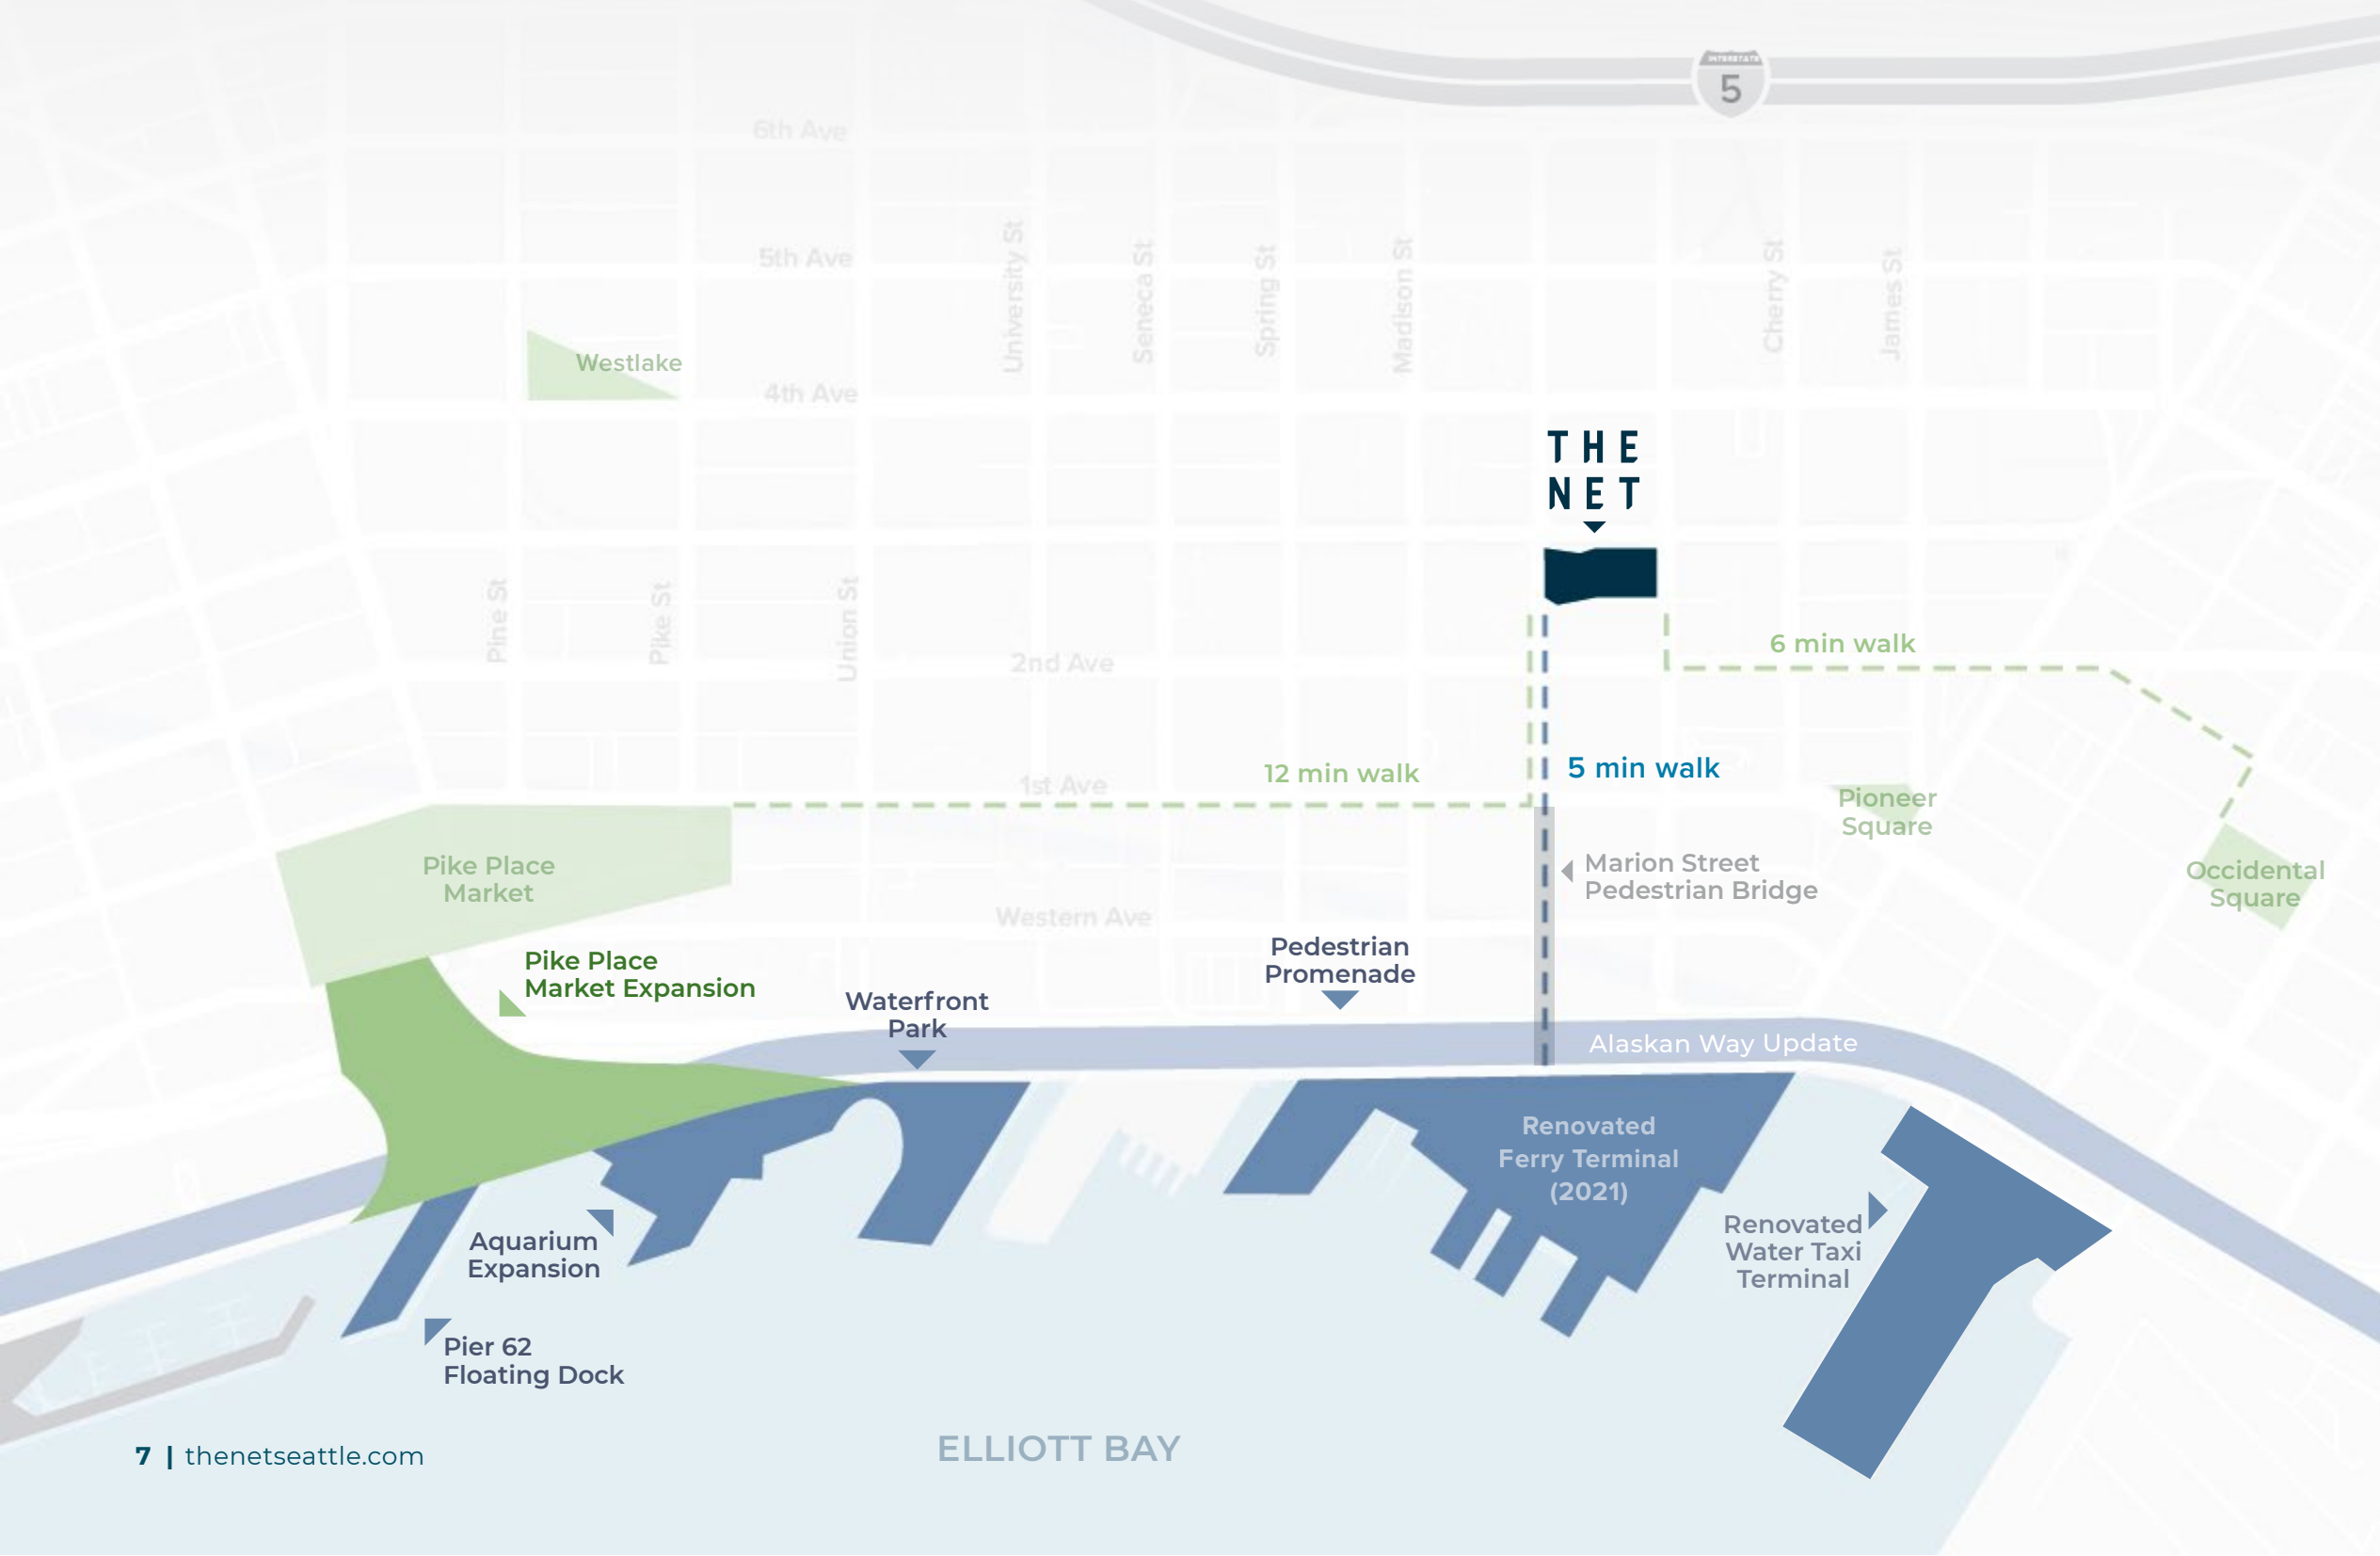 INTERSTATE
5
6th Ave
5th Ave
4th Ave
University St
Seneca St
Spring St
Madison St
Cherry St
James St
Westlake
THE
NET
Pine St
Pike St
Union St
2nd Ave
6 min walk
12 min walk
5 min walk
1st Ave
Pioneer
Square
Pike Place
Market
Marion Street
Pedestrian Bridge
Occidental
Square
Western Ave
Pike Place
Market Expansion
Waterfront
Park
Pedestrian
Promenade
Alaskan Way Update
Renovated
Ferry Terminal
(2021)
Aquarium
Expansion
Renovated
Water Taxi
Terminal
Pier 62
Floating Dock
ELLIOTT BAY
7 | thenetseattle.com